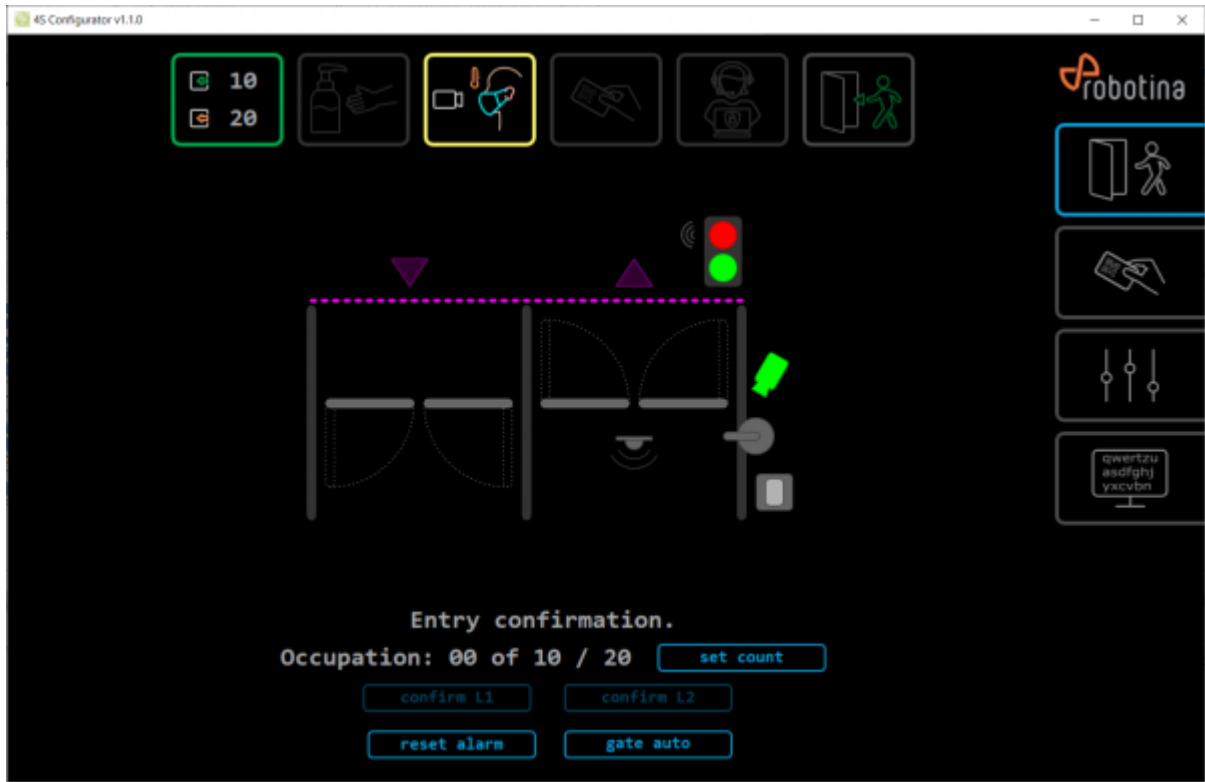 4S Configurator v1.1.0
10
20
robotina
qwertzu
asdfghj
yxcvbn
Entry confirmation.
Occupation: 00 of 10 / 20 set count
confirm L1 confirm L2
reset alarm gate auto